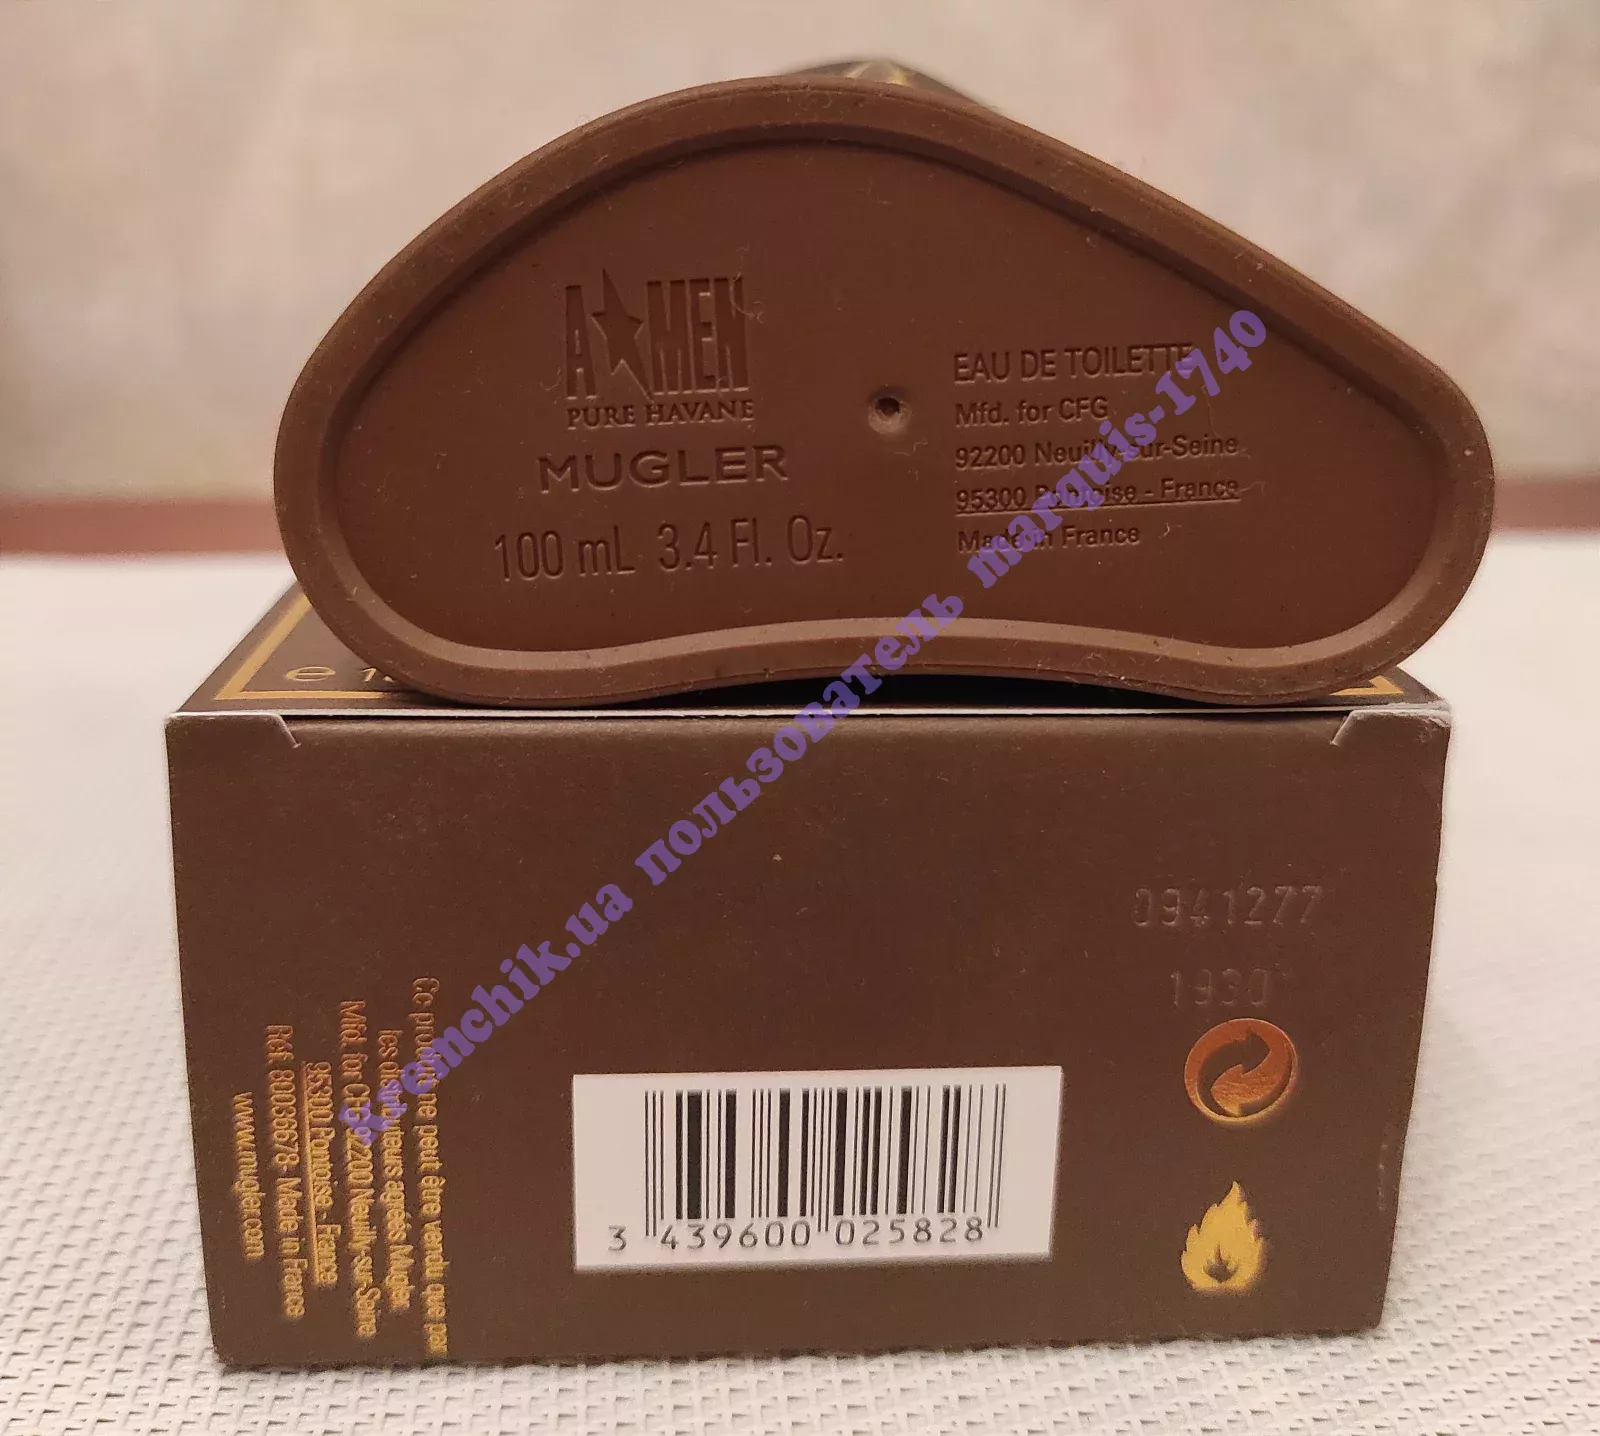 A★MEN
PURE HAVANE
MUGLER
100 mL 3.4 Fl. Oz.
EAU DE TOILETTE
Mfd. for CFG
92200 Neuilly-sur-Seine
95300 Pontoise - France
Made in France
℮
0941277
1930
Ce produit ne peut être vendu que par
les distributeurs agréés Mugler
Mfd. for CFG 92200 Neuilly-sur-Seine
95300 Pontoise - France
Ref. 80036678 - Made in France
www.mugler.com
3 439600 025828
Kremchik.ua пользователь marquis-1740